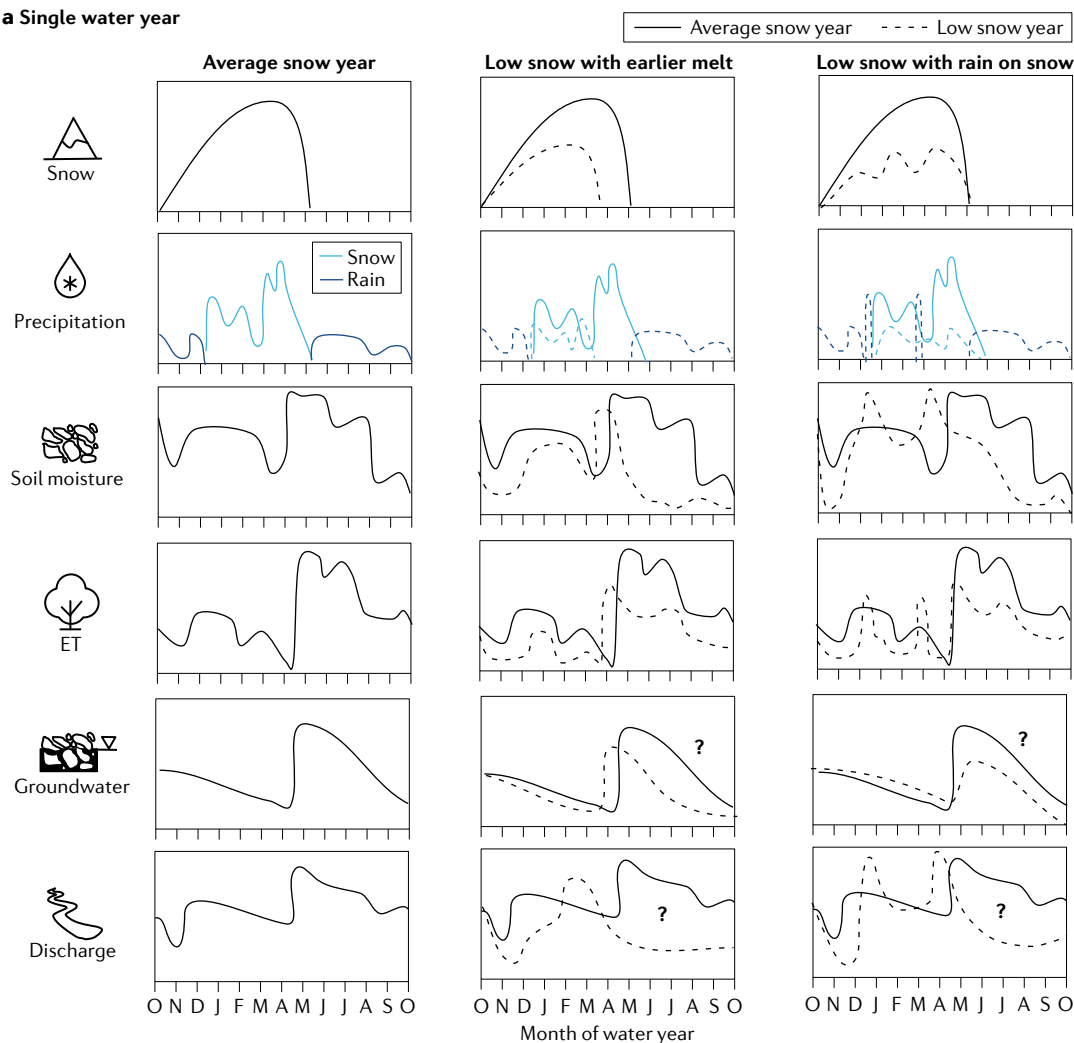 a Single water year
Average snow year Low snow year
Average snow year Low snow with earlier melt Low snow with rain on snow
Snow
Precipitation
Snow
Rain
Soil moisture
ET
Groundwater
? ?
Discharge
? ?
O N D J F M A M J J A S O O N D J F M A M J J A S O O N D J F M A M J J A S O
Month of water year